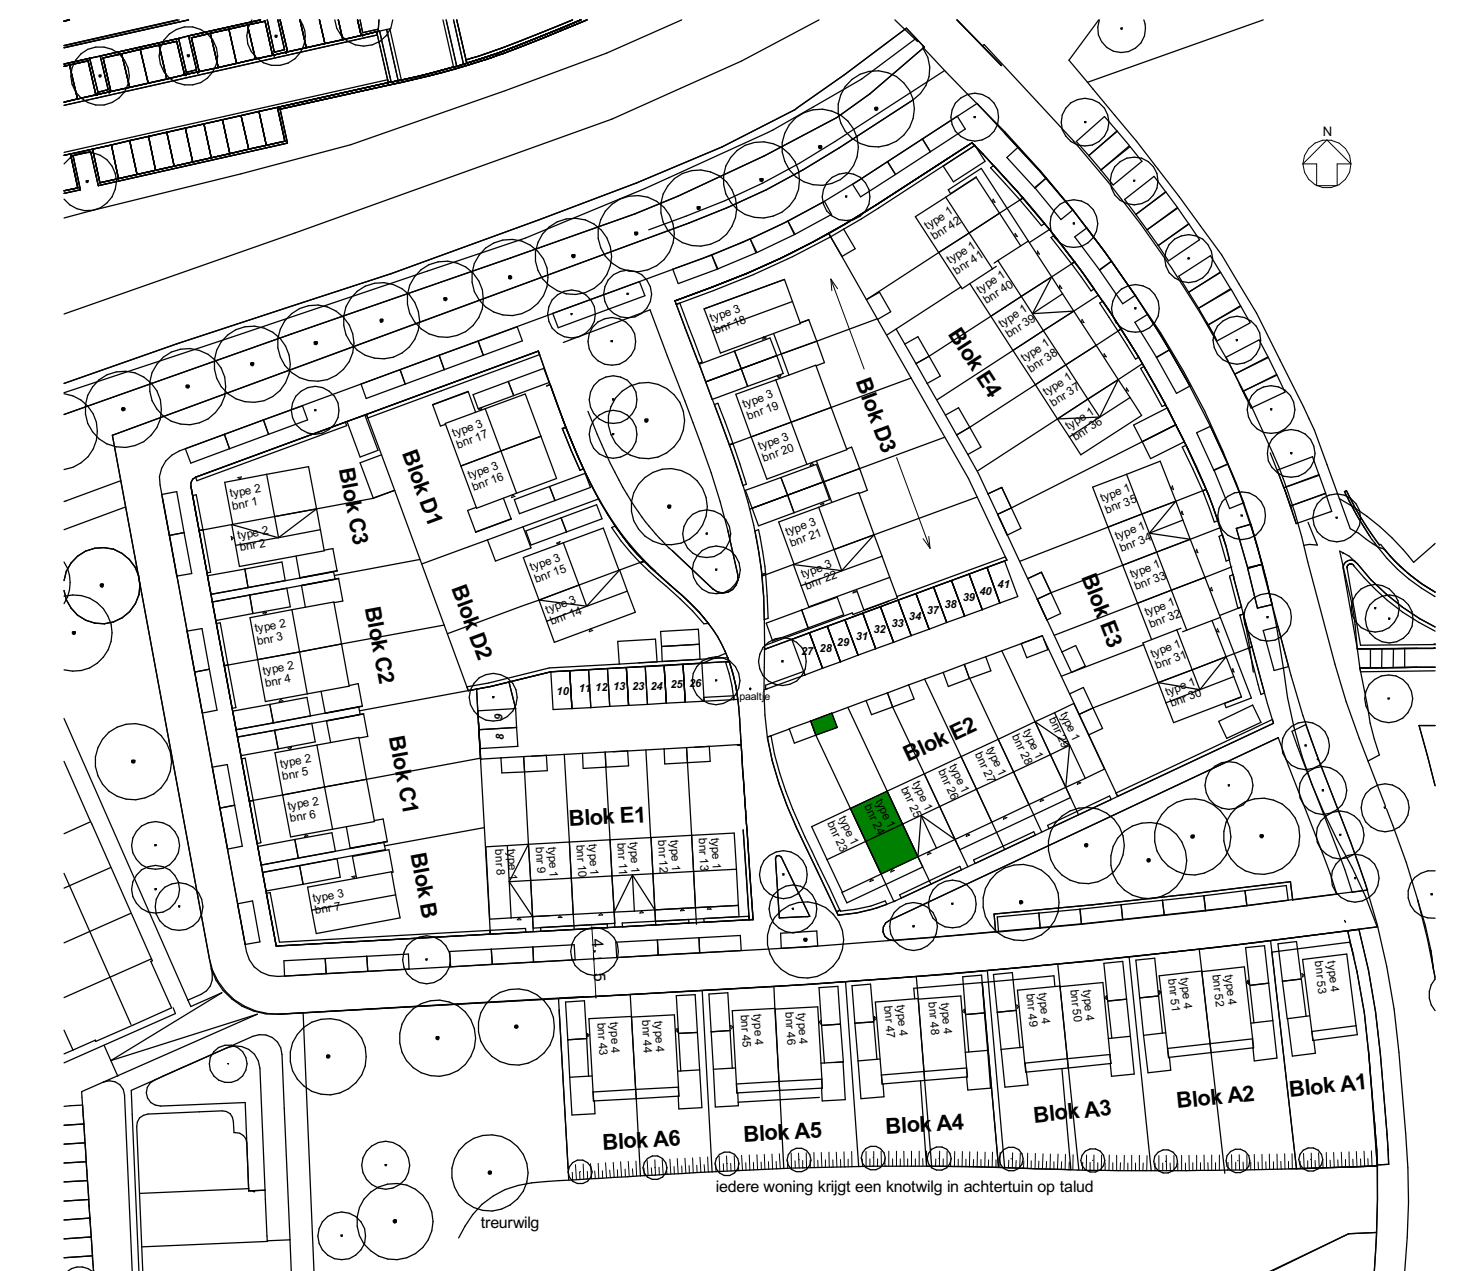 N
type 1
bnr 42
type 1
bnr 41
type 1
bnr 40
type 1
bnr 39
type 1
bnr 38
type 1
bnr 37
type 1
bnr 36
Blok E4
type 3
bnr 18
type 3
bnr 19
type 3
bnr 20
type 3
bnr 21
type 3
bnr 22
Blok D3
type 3
bnr 17
type 3
bnr 16
Blok D1
type 3
bnr 15
type 3
bnr 14
Blok D2
type 2
bnr 1
type 2
bnr 2
Blok C3
type 2
bnr 3
type 2
bnr 4
Blok C2
type 2
bnr 5
type 2
bnr 6
Blok C1
type 3
bnr 7
Blok B
type 1
bnr 35
type 1
bnr 34
type 1
bnr 33
type 1
bnr 32
type 1
bnr 31
type 1
bnr 30
Blok E3
27 28 29 31 32 33 34 37 38 39 40 41
10 11 12 13 23 24 25 26
9
8
paaltje
Blok E2
type 1
bnr 23
type 1
bnr 24
type 1
bnr 25
type 1
bnr 26
type 1
bnr 27
type 1
bnr 28
type 1
bnr 29
Blok E1
type 1
bnr 8
type 1
bnr 9
type 1
bnr 10
type 1
bnr 11
type 1
bnr 12
type 1
bnr 13
4.5
type 4
bnr 43
type 4
bnr 44
type 4
bnr 45
type 4
bnr 46
type 4
bnr 47
type 4
bnr 48
type 4
bnr 49
type 4
bnr 50
type 4
bnr 51
type 4
bnr 52
type 4
bnr 53
Blok A6
Blok A5
Blok A4
Blok A3
Blok A2
Blok A1
iedere woning krijgt een knotwilg in achtertuin op talud
treurwilg